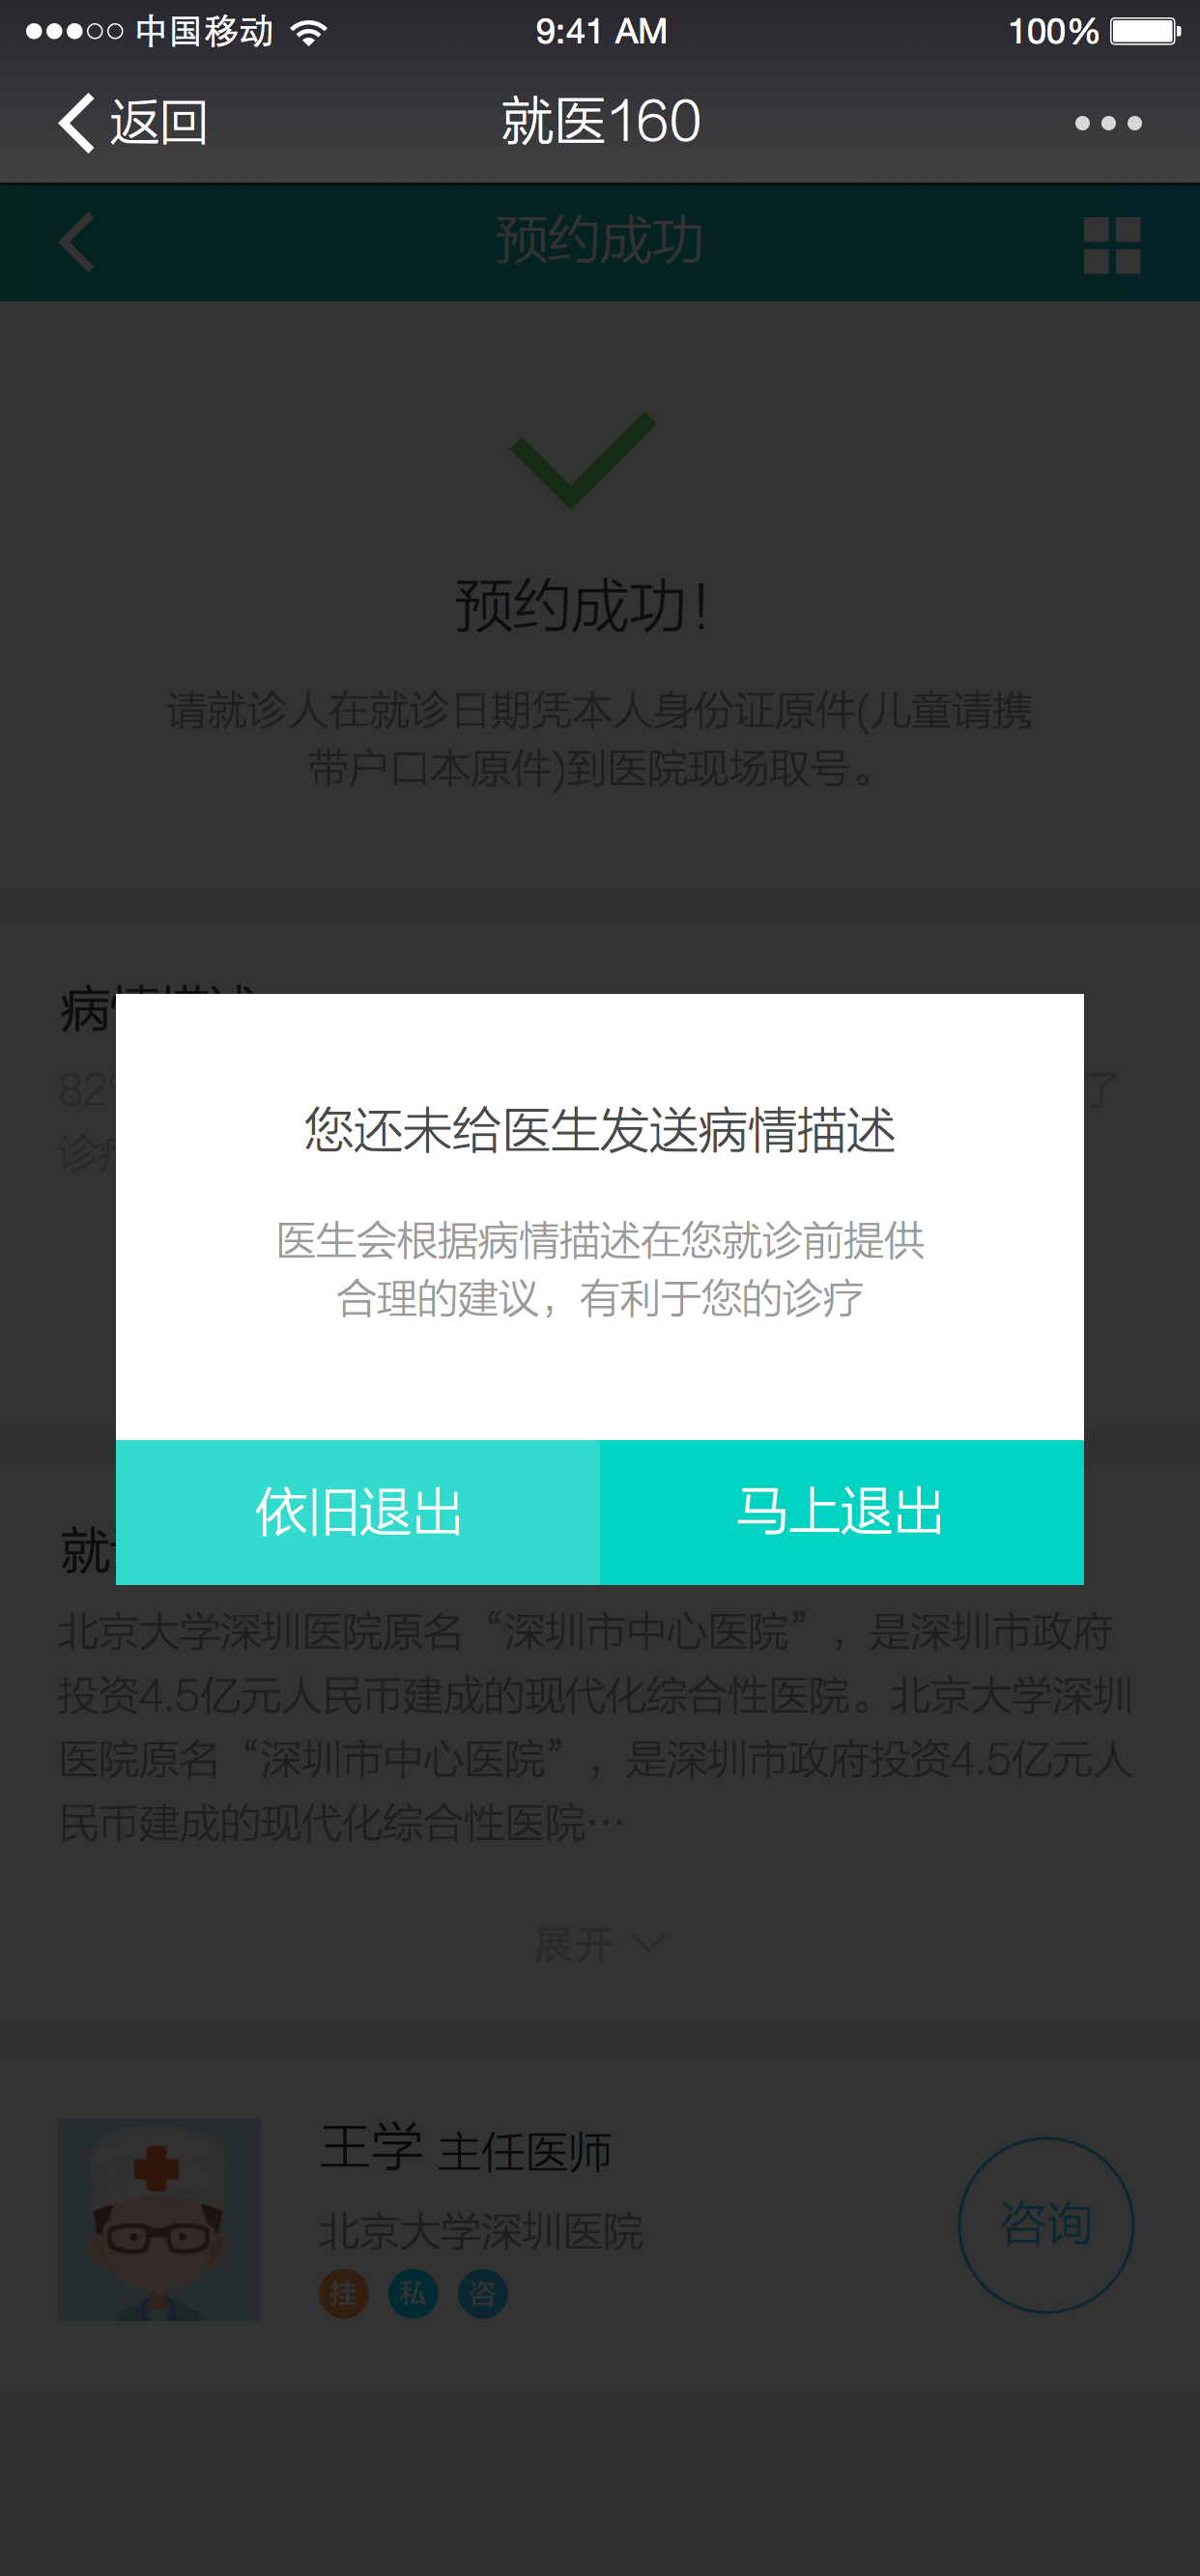 中国移动 9:41 AM 100%
返回 就医160
预约成功
预约成功！
请就诊人在就诊日期凭本人身份证原件(儿童请携
带户口本原件)到医院现场取号。
病情描述
82% 了
诊疗
您还未给医生发送病情描述
医生会根据病情描述在您就诊前提供
合理的建议，有利于您的诊疗
依旧退出 马上退出
就
北京大学深圳医院原名“深圳市中心医院”，是深圳市政府
投资4.5亿元人民币建成的现代化综合性医院。北京大学深圳
医院原名“深圳市中心医院”，是深圳市政府投资4.5亿元人
民币建成的现代化综合性医院…
展开
王学 主任医师
北京大学深圳医院
挂 私 咨
咨询